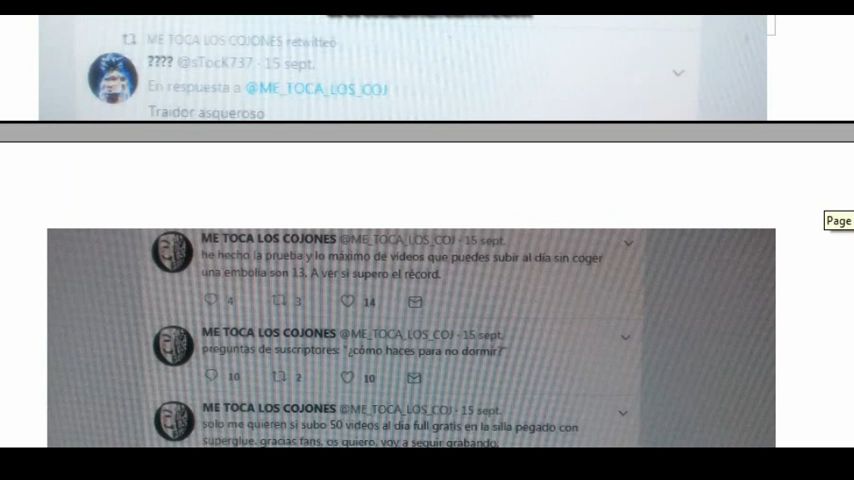 ME TOCA LOS COJONES retwitteó
???? @sTocK737 · 15 sept.
En respuesta a @ME_TOCA_LOS_COJ
Traidor asqueroso
Page
ME TOCA LOS COJONES @ME_TOCA_LOS_COJ · 15 sept.
he hecho la prueba y lo máximo de videos que puedes subir al día sin coger
una embolia son 13. A ver si supero el récord.
4 3 14
ME TOCA LOS COJONES @ME_TOCA_LOS_COJ · 15 sept.
preguntas de suscriptores: "¿cómo haces para no dormir?"
10 2 10
ME TOCA LOS COJONES @ME_TOCA_LOS_COJ · 15 sept.
solo me quieren si subo 50 videos al dia full gratis en la silla pegado con
superglue. gracias fans, os quiero, voy a seguir grabando.